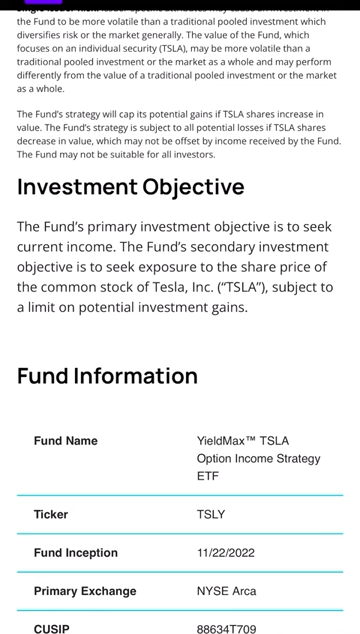 the Fund to be more volatile than a traditional pooled investment which
diversifies risk or the market generally. The value of the Fund, which
focuses on an individual security (TSLA), may be more volatile than a
traditional pooled investment or the market as a whole and may perform
differently from the value of a traditional pooled investment or the market
as a whole.
The Fund's strategy will cap its potential gains if TSLA shares increase in
value. The Fund's strategy is subject to all potential losses if TSLA shares
decrease in value, which may not be offset by income received by the Fund.
The Fund may not be suitable for all investors.
Investment Objective
The Fund's primary investment objective is to seek
current income. The Fund's secondary investment
objective is to seek exposure to the share price of
the common stock of Tesla, Inc. ("TSLA"), subject to
a limit on potential investment gains.
Fund Information
Fund Name YieldMax™ TSLA
Option Income Strategy
ETF
Ticker TSLY
Fund Inception 11/22/2022
Primary Exchange NYSE Arca
CUSIP 88634T709